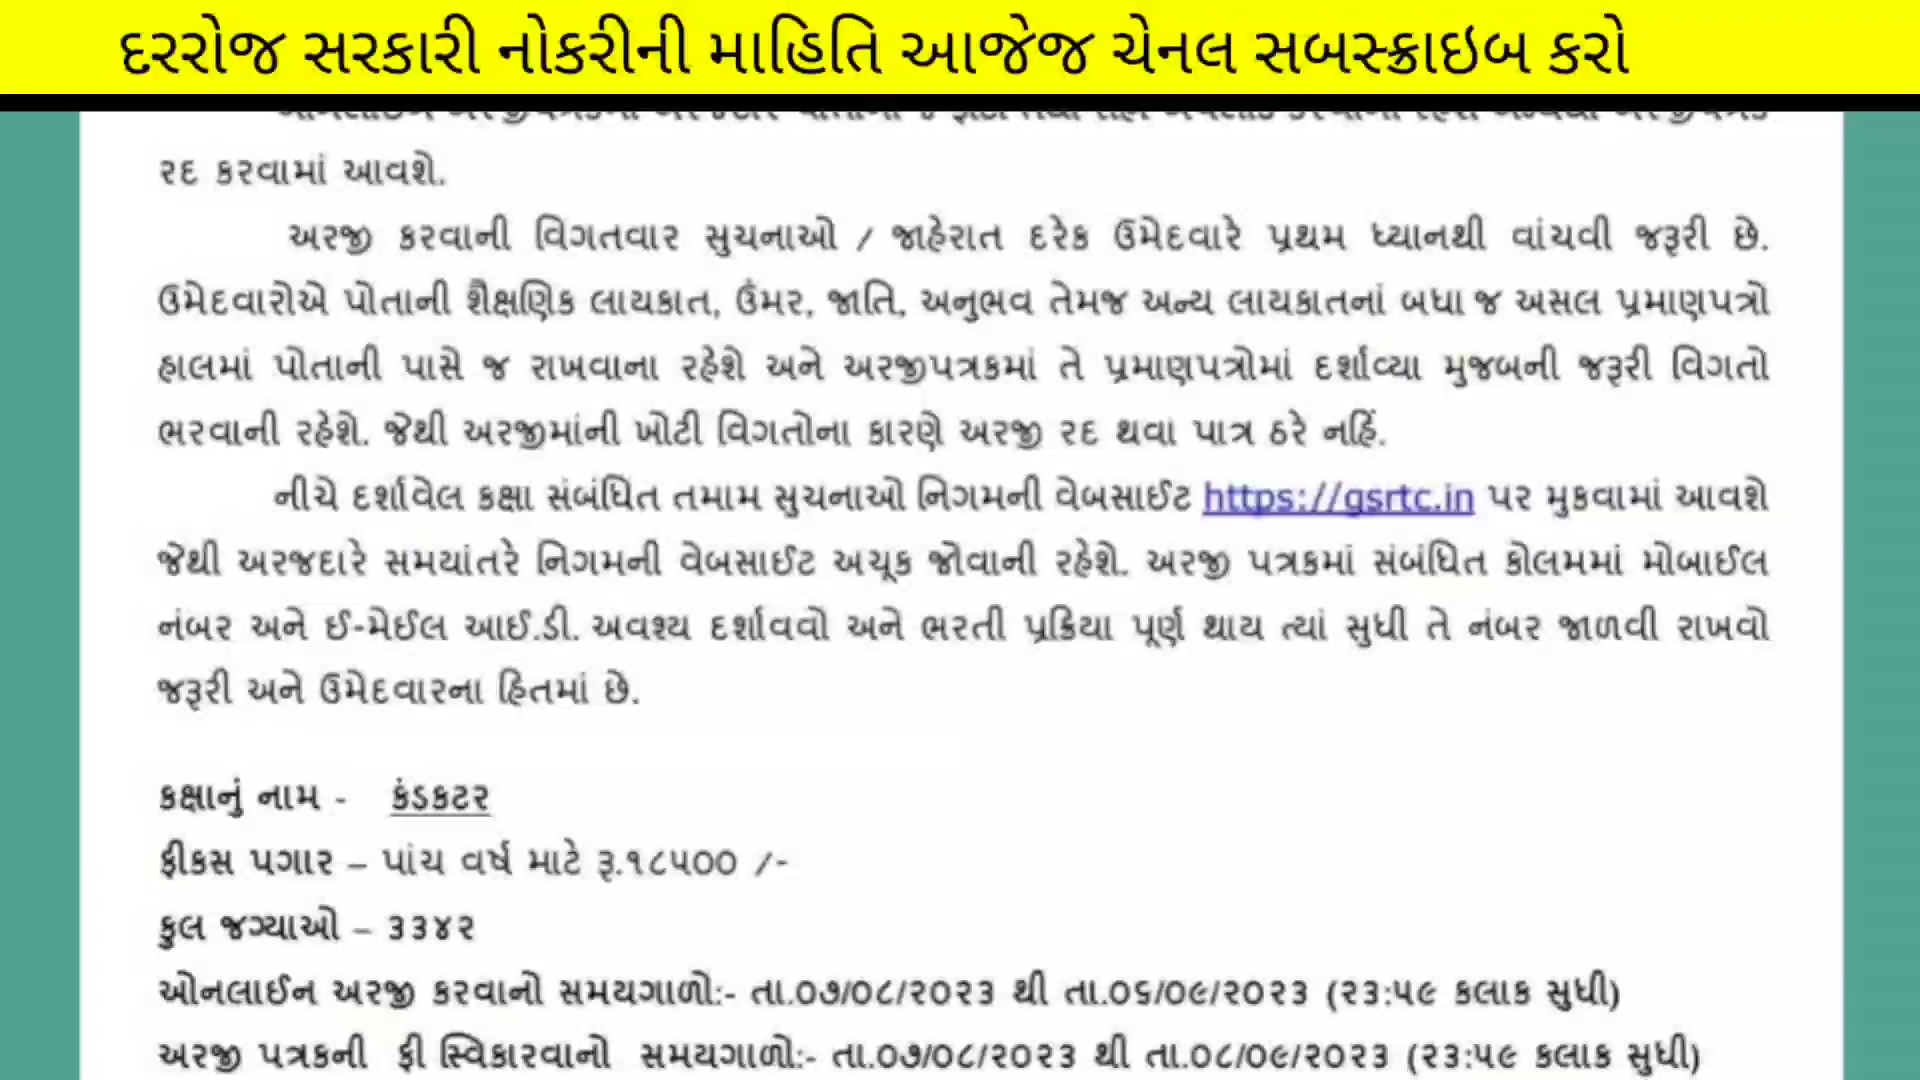 દરરોજ સરકારી નોકરીની માહિતિ આજેજ ચેનલ સબસ્ક્રાઇબ કરો
રદ કરવામાં આવશે.
અરજી કરવાની વિગતવાર સુચનાઓ / જાહેરાત દરેક ઉમેદવારે પ્રથમ ધ્યાનથી વાંચવી જરૂરી છે.
ઉમેદવારોએ પોતાની શૈક્ષણિક લાયકાત, ઉંમર, જાતિ, અનુભવ તેમજ અન્ય લાયકાતનાં બધા જ અસલ પ્રમાણપત્રો
હાલમાં પોતાની પાસે જ રાખવાના રહેશે અને અરજીપત્રકમાં તે પ્રમાણપત્રોમાં દર્શાવ્યા મુજબની જરૂરી વિગતો
ભરવાની રહેશે. જેથી અરજીમાંની ખોટી વિગતોના કારણે અરજી રદ થવા પાત્ર ઠરે નહિં.
નીચે દર્શાવેલ કક્ષા સંબંધિત તમામ સુચનાઓ નિગમની વેબસાઈટ https://gsrtc.in પર મુકવામાં આવશે
જેથી અરજદારે સમયાંતરે નિગમની વેબસાઈટ અચૂક જોવાની રહેશે. અરજી પત્રકમાં સંબંધિત કોલમમાં મોબાઈલ
નંબર અને ઈ-મેઈલ આઈ.ડી. અવશ્ય દર્શાવવો અને ભરતી પ્રક્રિયા પૂર્ણ થાય ત્યાં સુધી તે નંબર જાળવી રાખવો
જરૂરી અને ઉમેદવારના હિતમાં છે.
કક્ષાનું નામ - કંડકટર
ફીકસ પગાર – પાંચ વર્ષ માટે રૂ.૧૮૫૦૦ /-
કુલ જગ્યાઓ – ૩૩૪૨
ઓનલાઈન અરજી કરવાનો સમયગાળો:- તા.૦૭/૦૮/૨૦૨૩ થી તા.૦૬/૦૯/૨૦૨૩ (૨૩:૫૯ કલાક સુધી)
અરજી પત્રકની ફી સ્વિકારવાનો સમયગાળો:- તા.૦૭/૦૮/૨૦૨૩ થી તા.૦૮/૦૯/૨૦૨૩ (૨૩:૫૯ કલાક સુધી)